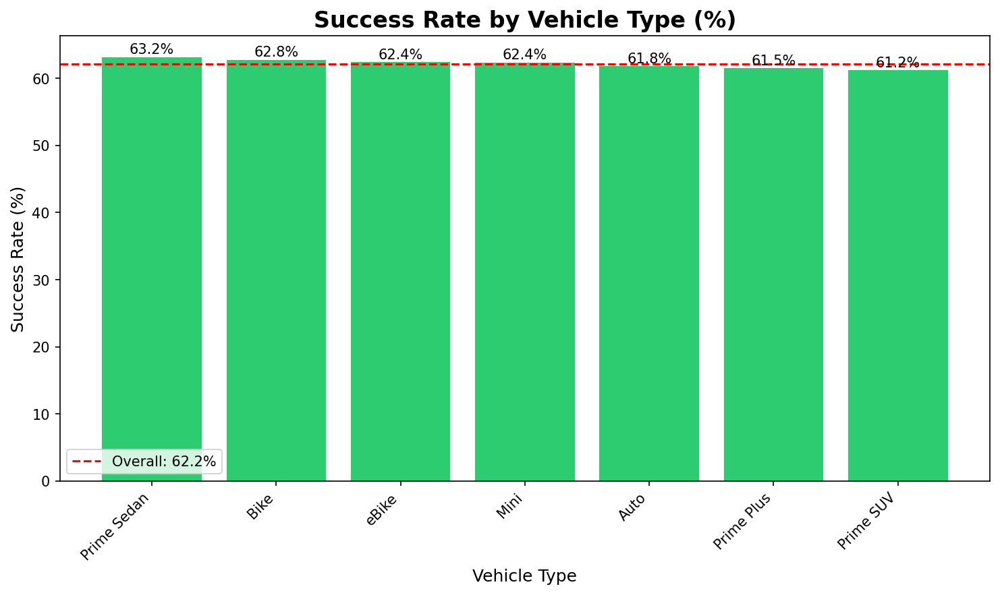 Success Rate by Vehicle Type (%)
63.2%
62.8%
62.4%
62.4%
61.8%
61.5%
61.2%
Success Rate (%)
60
50
40
30
20
10
0
Overall: 62.2%
Prime Sedan
Bike
eBike
Mini
Auto
Prime Plus
Prime SUV
Vehicle Type